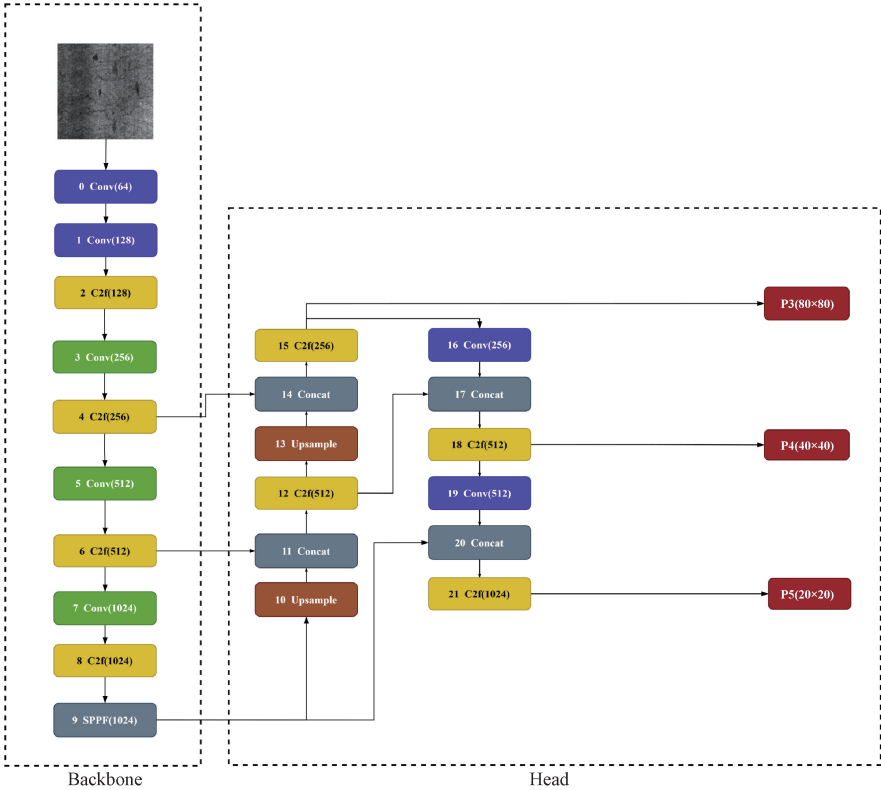 0 Conv(64)
1 Conv(128)
2 C2f(128)
3 Conv(256)
4 C2f(256)
5 Conv(512)
6 C2f(512)
7 Conv(1024)
8 C2f(1024)
9 SPPF(1024)
Backbone
15 C2f(256)
14 Concat
13 Upsample
12 C2f(512)
11 Concat
10 Upsample
16 Conv(256)
17 Concat
18 C2f(512)
19 Conv(512)
20 Concat
21 C2f(1024)
P3(80×80)
P4(40×40)
P5(20×20)
Head